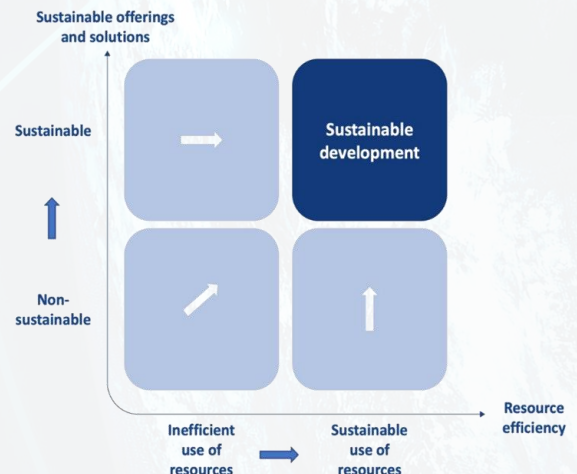 Sustainable offerings
and solutions
Sustainable
Sustainable
development
Non-
sustainable
Resource
efficiency
Inefficient
use of
resources
Sustainable
use of
resources